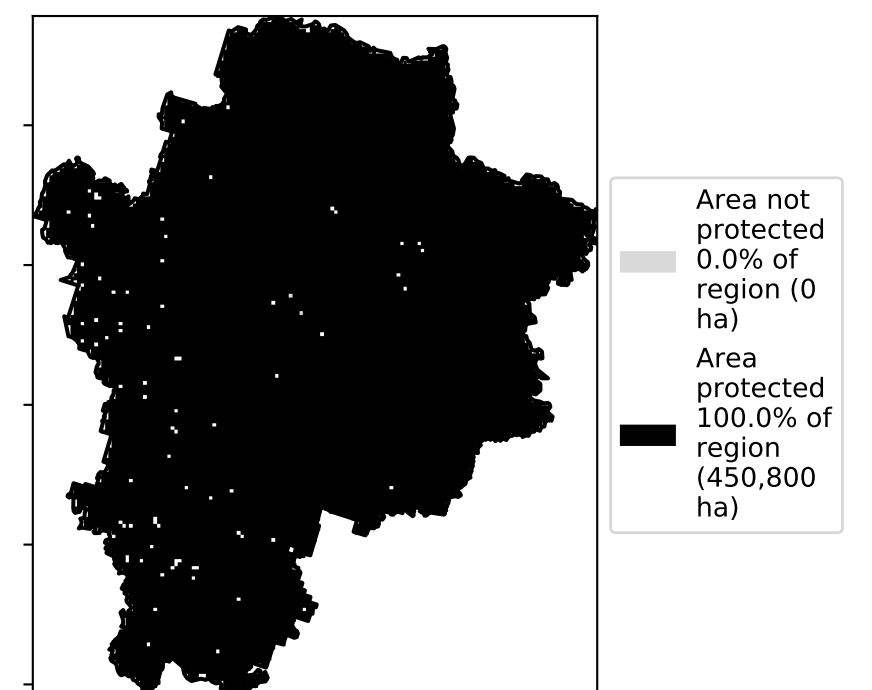 Area not
protected
0.0% of
region (0
ha)
Area
protected
100.0% of
region
(450,800
ha)